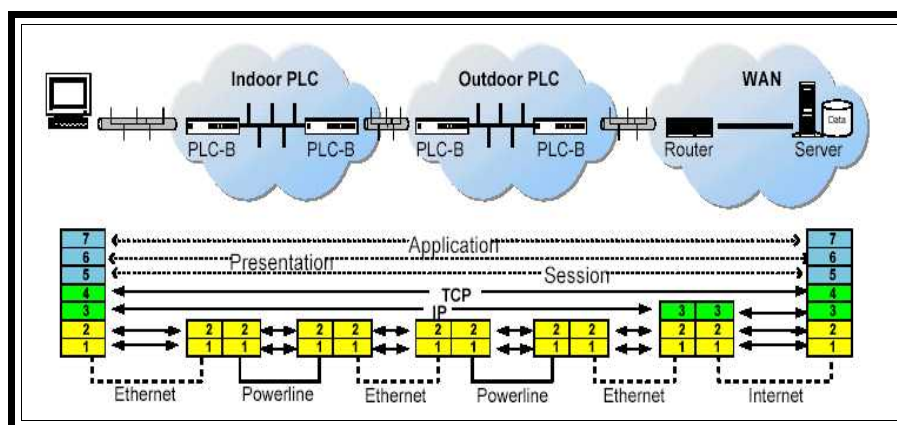 Indoor PLC Outdoor PLC WAN
Data
PLC-B PLC-B PLC-B PLC-B Router Server
7 Application 7
6 Presentation 6
5 Session 5
4 TCP 4
3 IP 3 3 3
2 2 2 2 2 2 2 2 2 2 2 2
1 1 1 1 1 1 1 1 1 1 1 1
Ethernet Powerline Ethernet Powerline Ethernet Internet